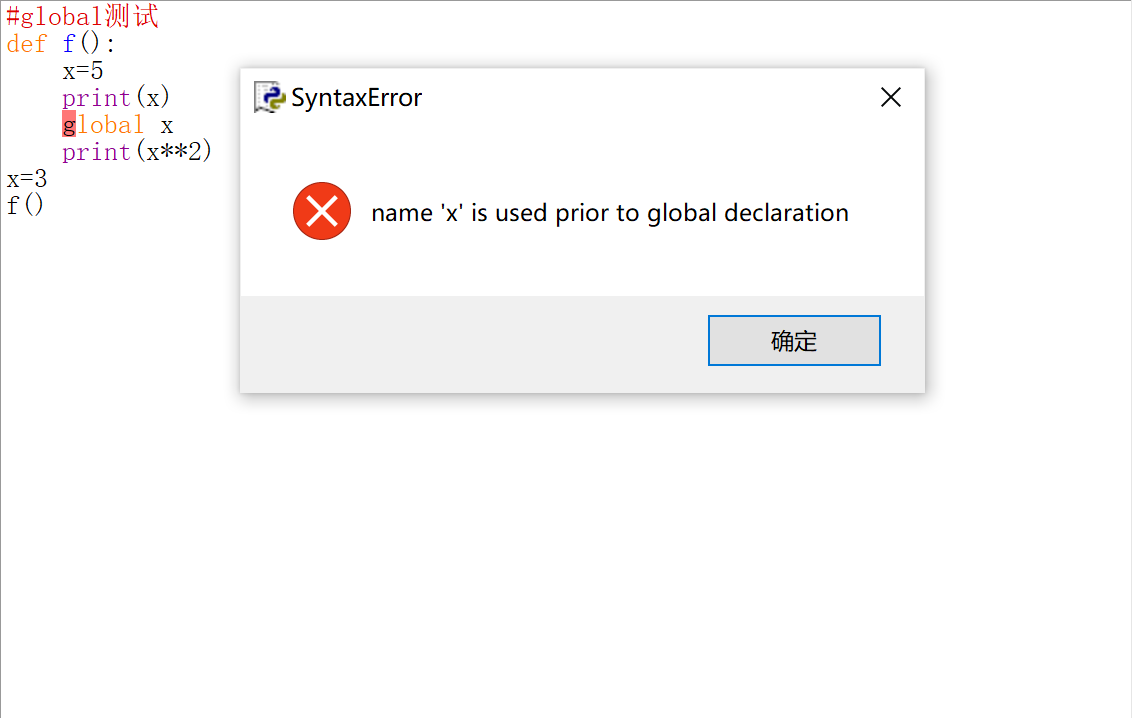 #global测试
def f():
    x=5
    print(x)
    global x
    print(x**2)
x=3
f()
SyntaxError
name 'x' is used prior to global declaration
确定